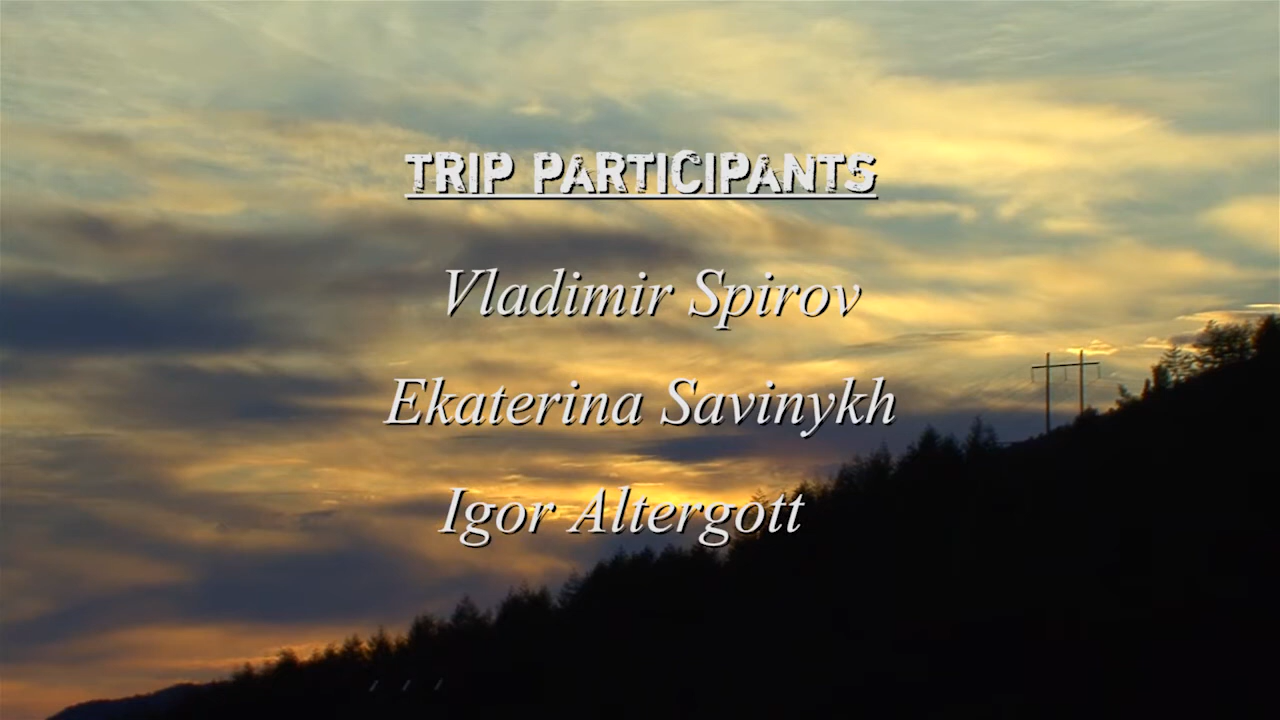 TRIP PARTICIPANTS
Vladimir Spirov
Ekaterina Savinykh
Igor Altergott